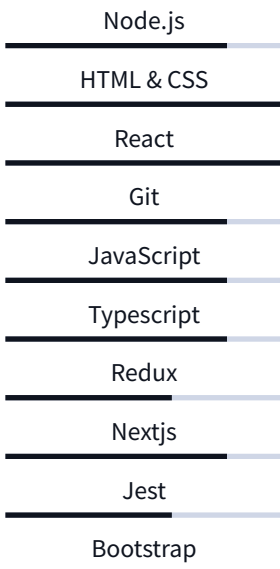 Node.js
HTML & CSS
React
Git
JavaScript
Typescript
Redux
Nextjs
Jest
Bootstrap